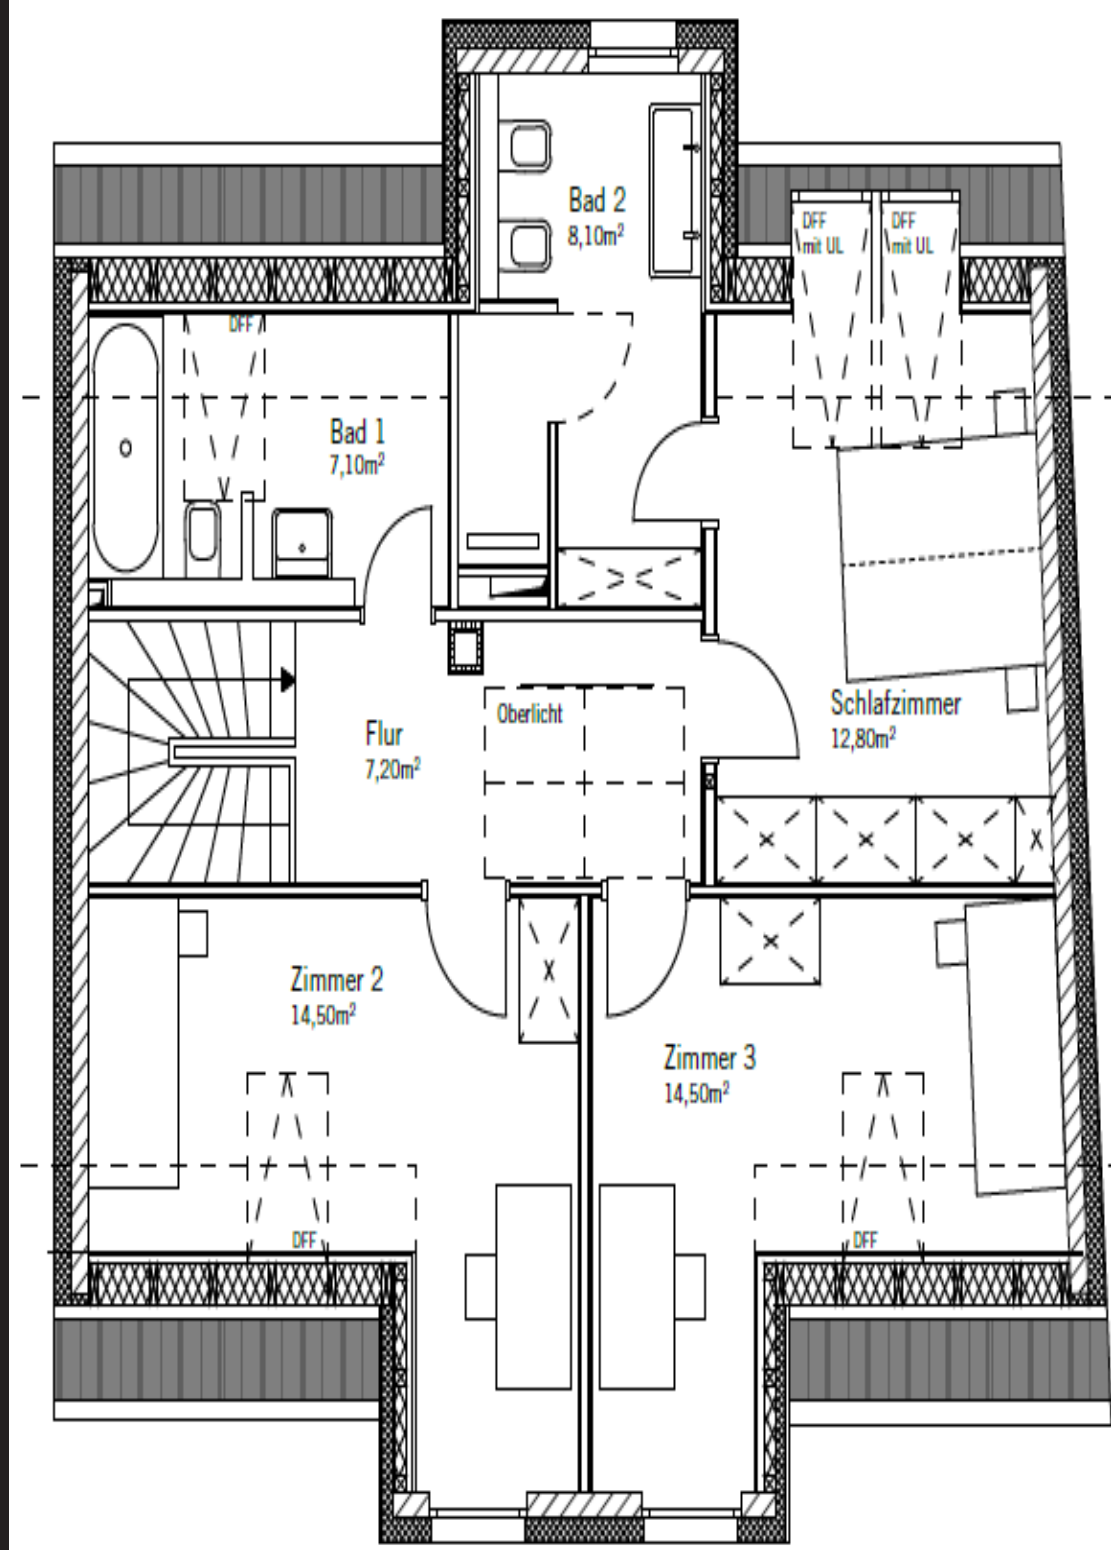 Bad 2
8,10m²
DFF
mit UL
DFF
mit UL
DFF
Bad 1
7,10m²
Schlafzimmer
12,80m²
Oberlicht
Flur
7,20m²
Zimmer 2
14,50m²
Zimmer 3
14,50m²
DFF
DFF